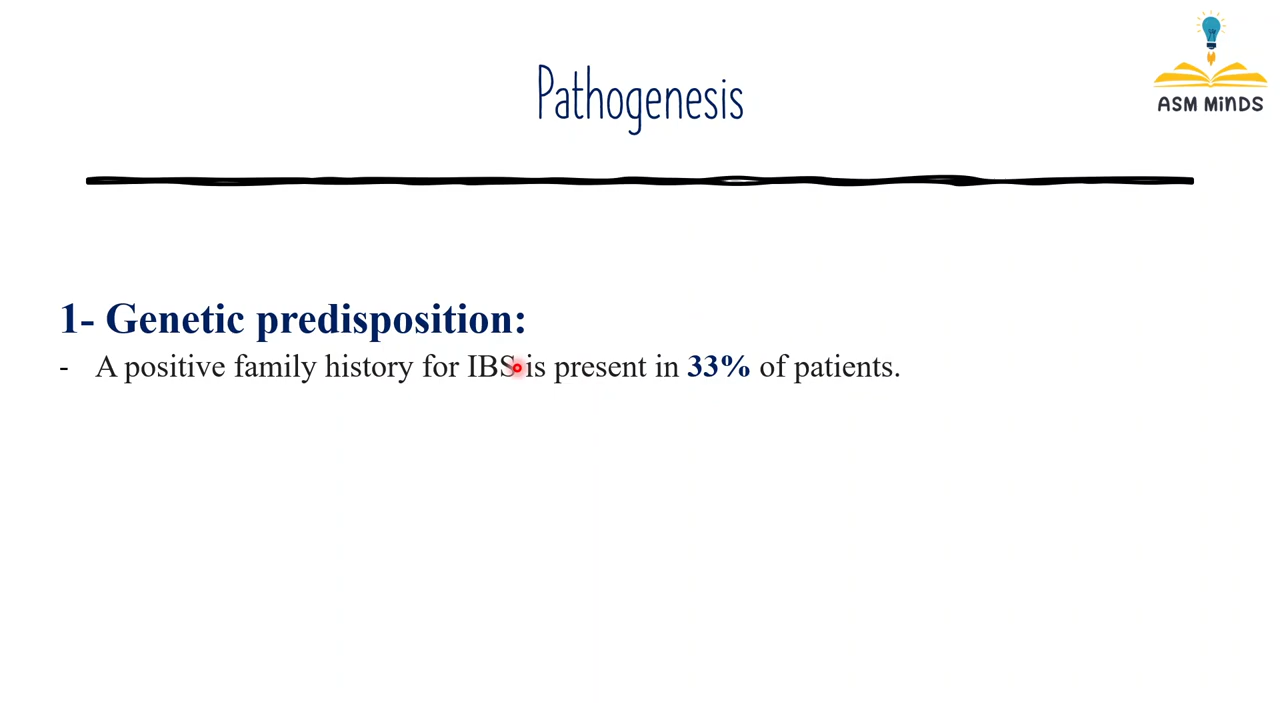 ASM MiNDS
Pathogenesis
1- Genetic predisposition:
- A positive family history for IBS is present in 33% of patients.